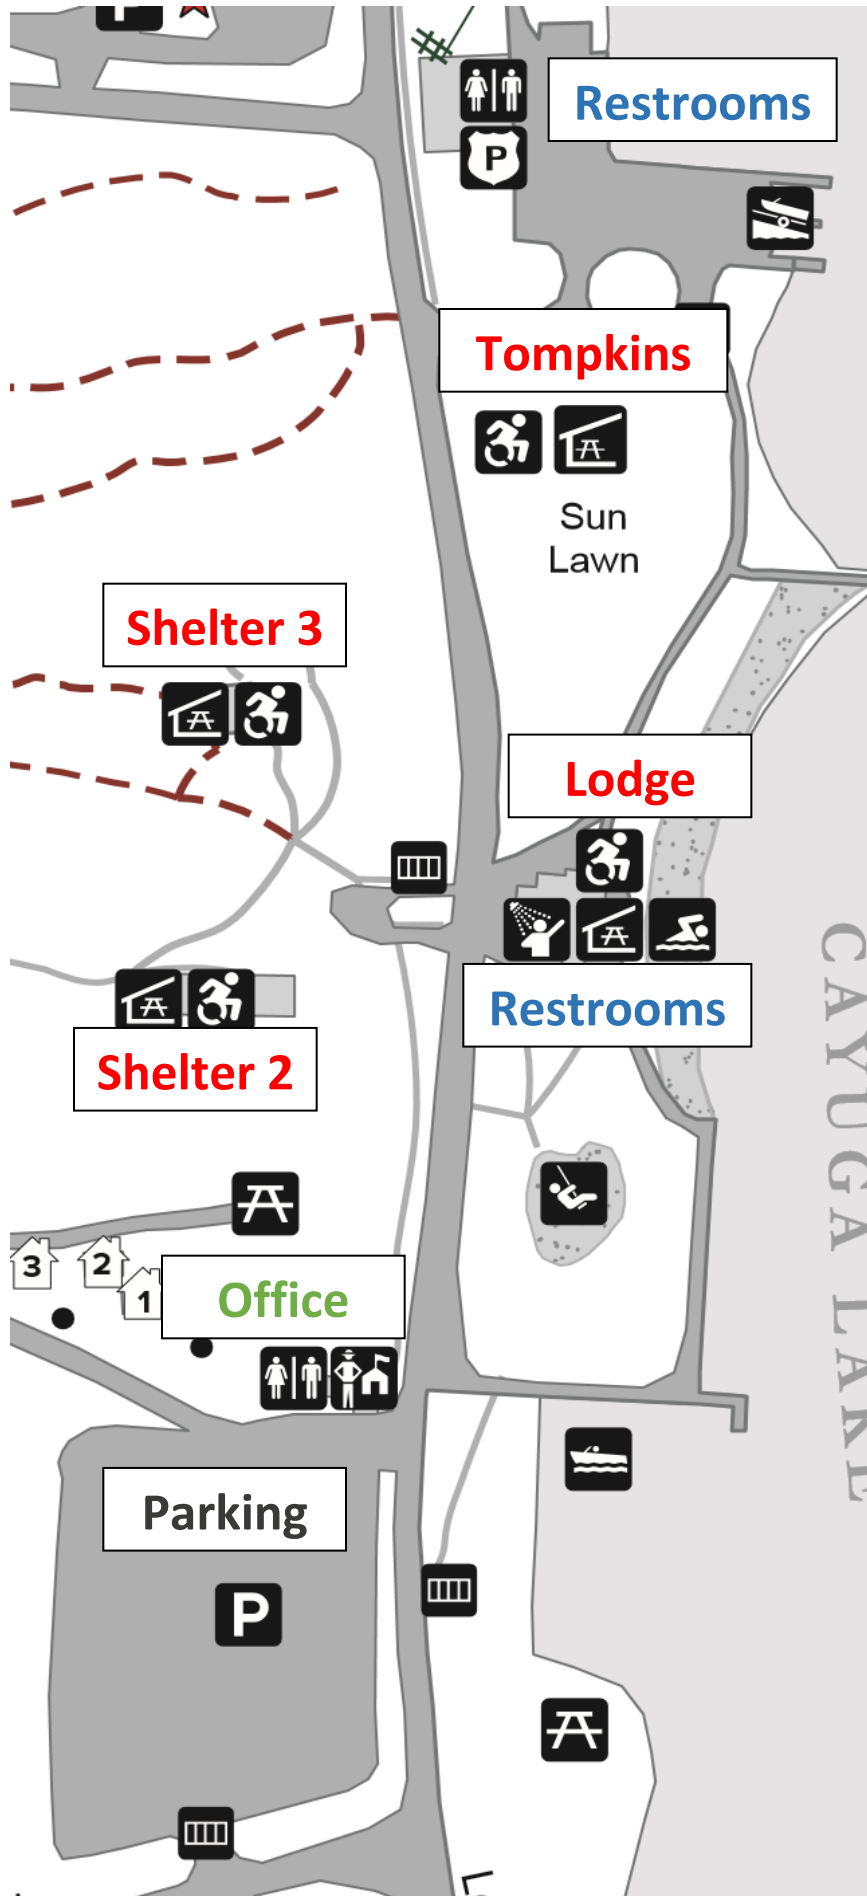 P
Restrooms
P
Tompkins
Sun
Lawn
Shelter 3
Lodge
Restrooms
Shelter 2
CAYUGA LAKE
3
2
1
Office
Parking
P